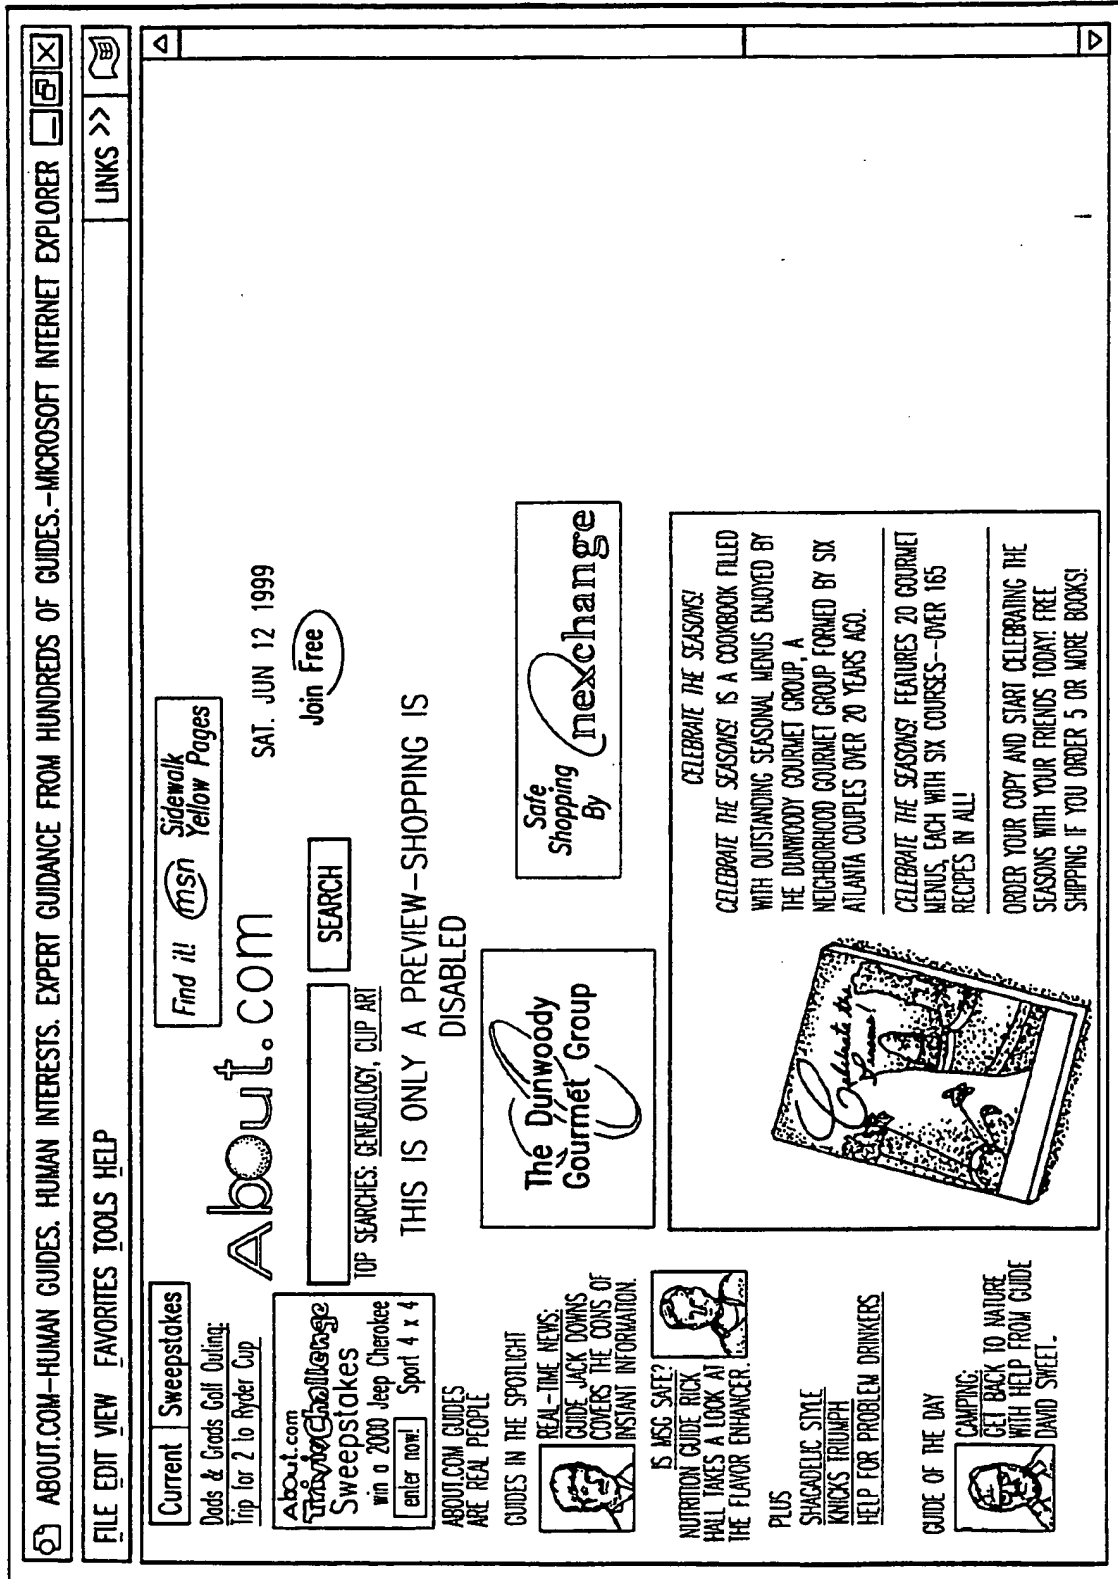 ABOUT.COM-HUMAN GUIDES. HUMAN INTERESTS. EXPERT GUIDANCE FROM HUNDREDS OF GUIDES.-MICROSOFT INTERNET EXPLORER
FILE EDIT VIEW FAVORITES TOOLS HELP
LINKS >>
Current Sweepstakes
Dads & Grads Golf Outing:
Trip for 2 to Ryder Cup
Find it! msn Sidewalk
Yellow Pages
About.com
SAT. JUN 12 1999
Join Free
SEARCH
TOP SEARCHES: GENEADLOGY, CLIP ART
About.com
Trivia Challenge
Sweepstakes
win a 2000 Jeep Cherokee
enter now! Sport 4 x 4
THIS IS ONLY A PREVIEW-SHOPPING IS
DISABLED
ABOUT.COM GUIDES
ARE REAL PEOPLE
GUIDES IN THE SPOTLIGHT
REAL-TIME NEWS:
GUIDE JACK DOWNS
COVERS THE CONS OF
INSTANT INFORMATION.
IS MSG SAFE?
NUTRITION GUIDE RICK
HALL TAKES A LOOK AT
THE FLAVOR ENHANCER.
PLUS
SHAGADELIC STYLE
KNICKS TRIUMPH
HELP FOR PROBLEM DRINKERS
GUIDE OF THE DAY
CAMPING:
GET BACK TO NATURE
WITH HELP FROM GUIDE
DAVID SWEET.
The Dunwoody
Gourmet Group
Safe
Shopping
By
nexchange
Celebrate the
Seasons!
CELEBRATE THE SEASONS!
CELEBRATE THE SEASONS! IS A COOKBOOK FILLED
WITH OUTSTANDING SEASONAL MENUS ENJOYED BY
THE DUNWOODY GOURMET GROUP, A
NEIGHBORHOOD GOURMET GROUP FORMED BY SIX
ATLANTA COUPLES OVER 20 YEARS AGO.
CELEBRATE THE SEASONS! FEATURES 20 GOURMET
MENUS, EACH WITH SIX COURSES--OVER 165
RECIPES IN ALL!
ORDER YOUR COPY AND START CELEBRATING THE
SEASONS WITH YOUR FRIENDS TODAY! FREE
SHIPPING IF YOU ORDER 5 OR MORE BOOKS!